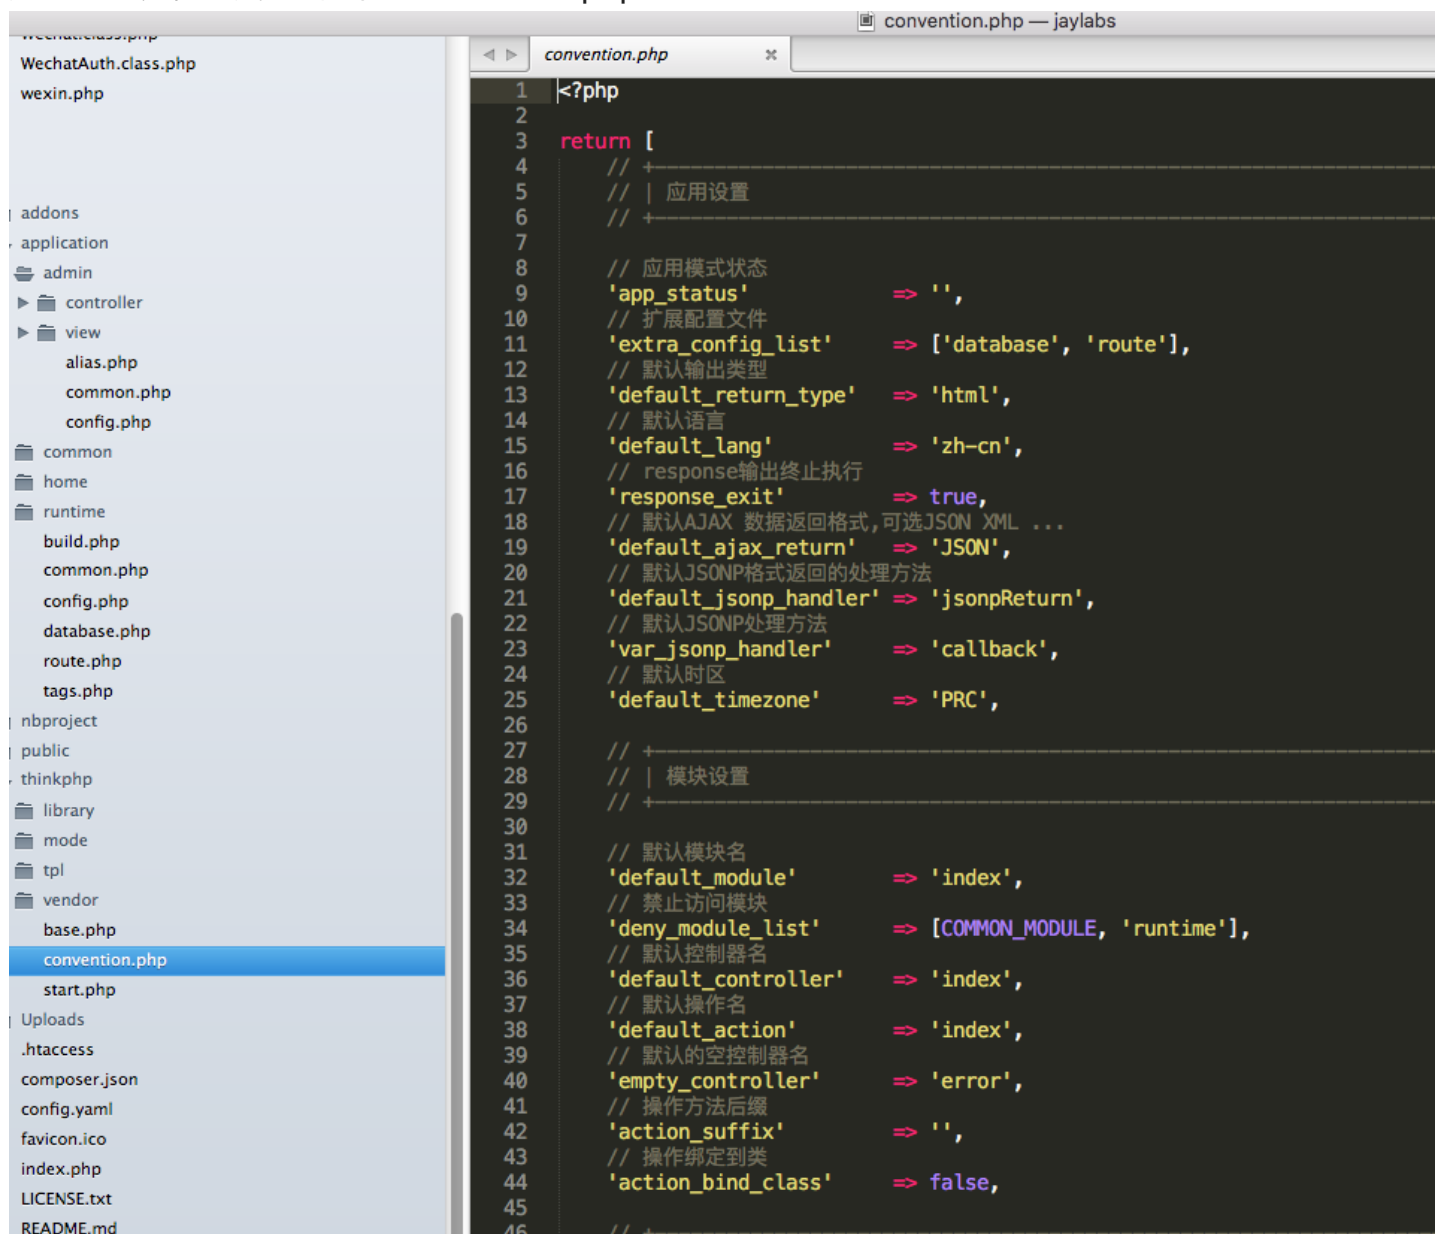 convention.php — jaylabs
WechatAuth.class.php
wexin.php
addons
application
admin
controller
view
alias.php
common.php
config.php
common
home
runtime
build.php
common.php
config.php
database.php
route.php
tags.php
nbproject
public
thinkphp
library
mode
tpl
vendor
base.php
convention.php
start.php
Uploads
.htaccess
composer.json
config.yaml
favicon.ico
index.php
LICENSE.txt
README.md
convention.php
1 <?php
2
3 return [
4 // +----------------------------------------------------------------------
5 // | 应用设置
6 // +----------------------------------------------------------------------
7
8 // 应用模式状态
9 'app_status' => '',
10 // 扩展配置文件
11 'extra_config_list' => ['database', 'route'],
12 // 默认输出类型
13 'default_return_type' => 'html',
14 // 默认语言
15 'default_lang' => 'zh-cn',
16 // response输出终止执行
17 'response_exit' => true,
18 // 默认AJAX 数据返回格式,可选JSON XML ...
19 'default_ajax_return' => 'JSON',
20 // 默认JSONP格式返回的处理方法
21 'default_jsonp_handler' => 'jsonpReturn',
22 // 默认JSONP处理方法
23 'var_jsonp_handler' => 'callback',
24 // 默认时区
25 'default_timezone' => 'PRC',
26
27 // +----------------------------------------------------------------------
28 // | 模块设置
29 // +----------------------------------------------------------------------
30
31 // 默认模块名
32 'default_module' => 'index',
33 // 禁止访问模块
34 'deny_module_list' => [COMMON_MODULE, 'runtime'],
35 // 默认控制器名
36 'default_controller' => 'index',
37 // 默认操作名
38 'default_action' => 'index',
39 // 默认的空控制器名
40 'empty_controller' => 'error',
41 // 操作方法后缀
42 'action_suffix' => '',
43 // 操作绑定到类
44 'action_bind_class' => false,
45
46 // +----------------------------------------------------------------------